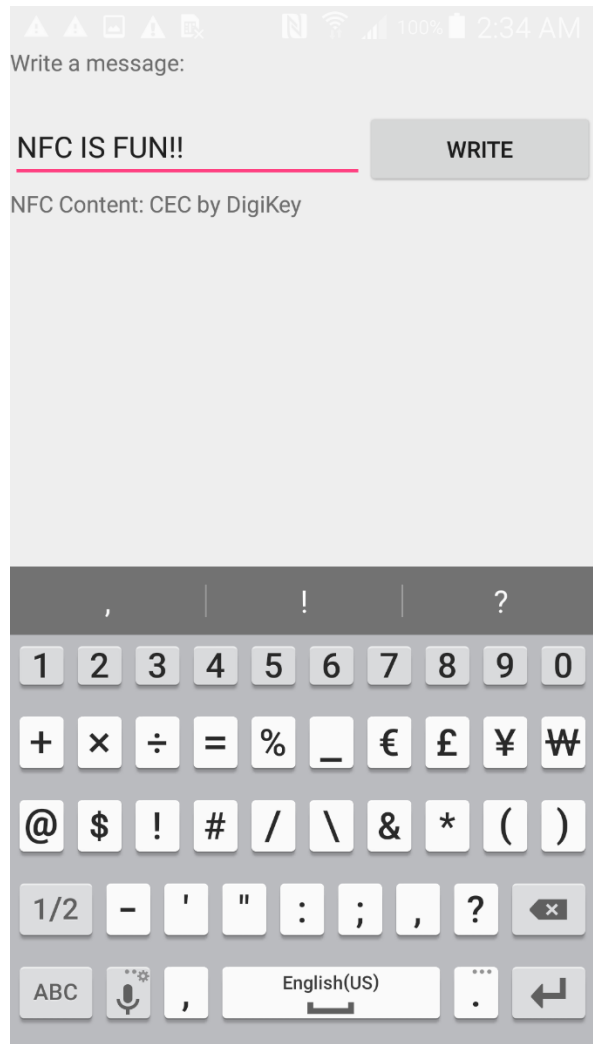 100% 2:34 AM
Write a message:
NFC IS FUN!! WRITE
NFC Content: CEC by DigiKey
, ! ?
1 2 3 4 5 6 7 8 9 0
+ × ÷ = % _ € £ ¥ ₩
@ $ ! # / \ & * ( )
1/2 - ' " : ; , ?
ABC , English(US) .